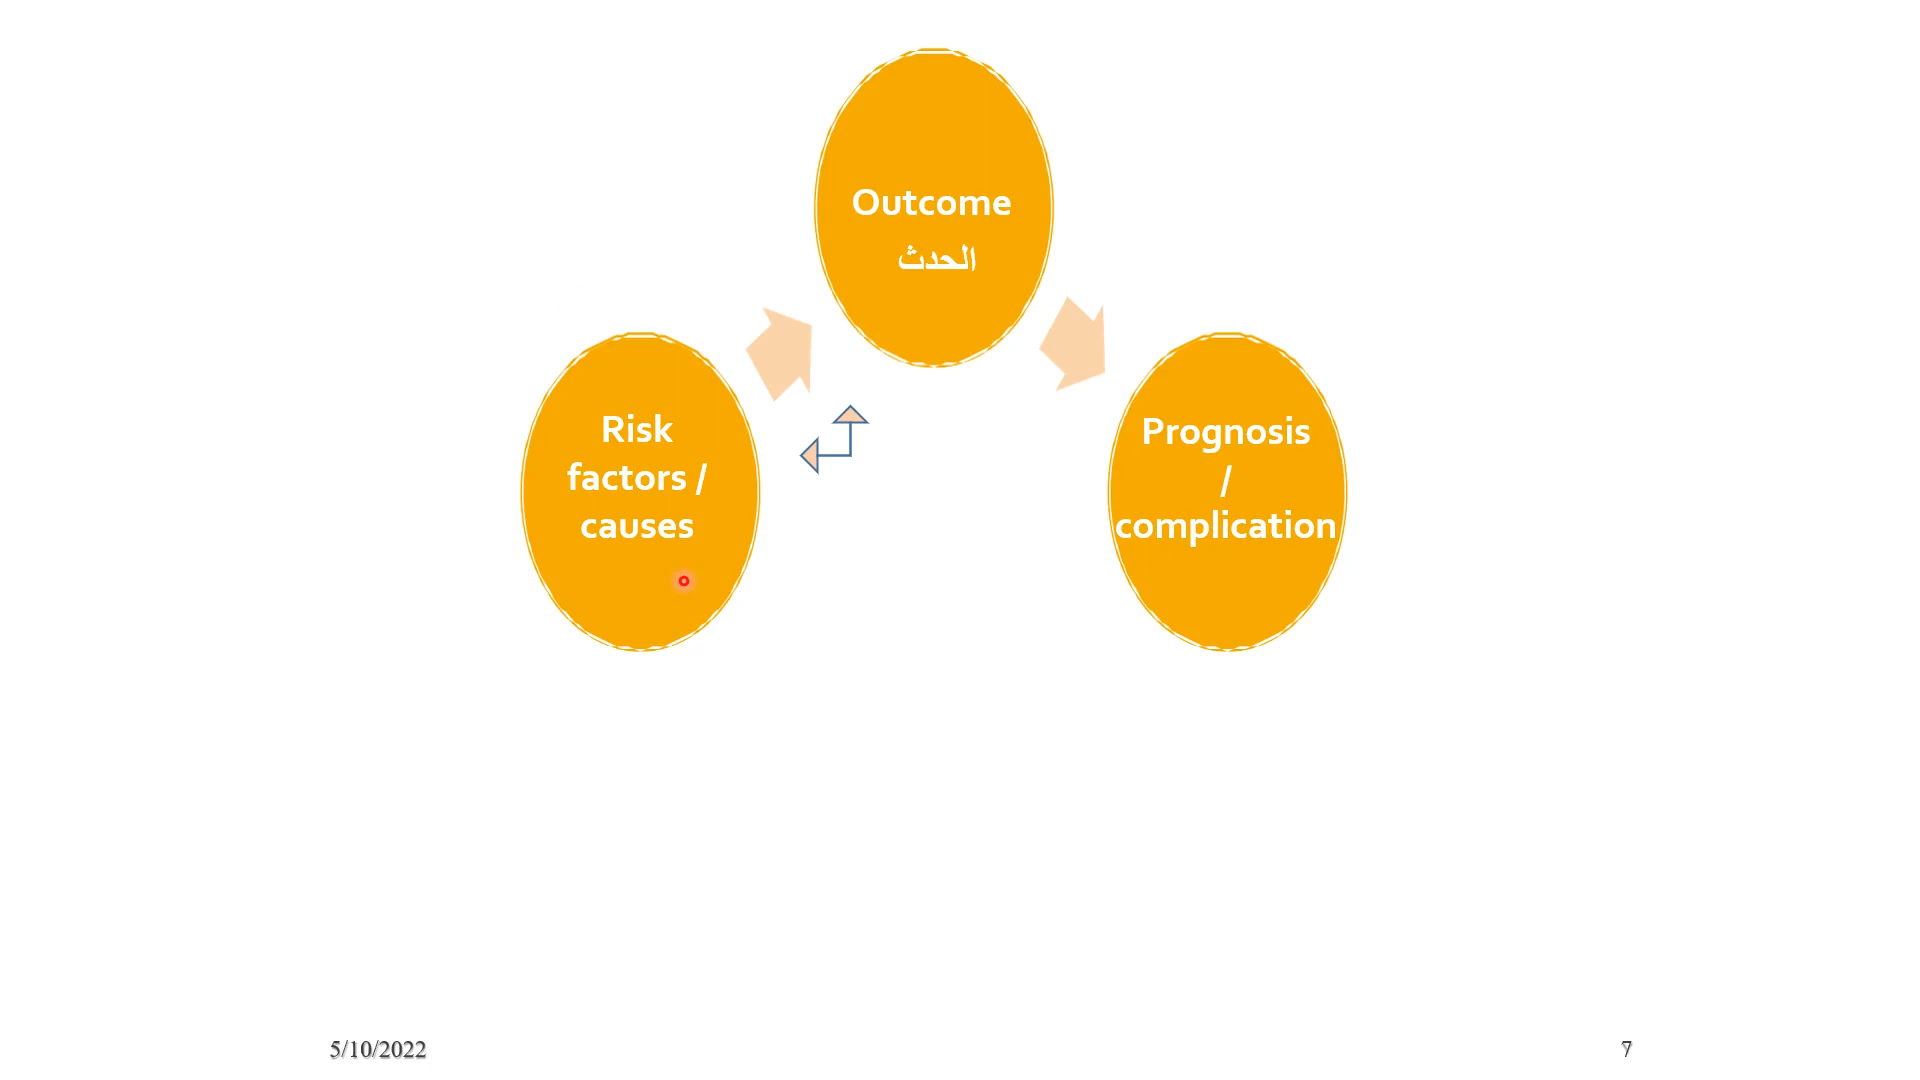 Outcome
الحدث
Risk
factors /
causes
Prognosis
/
complication
5/10/2022
7